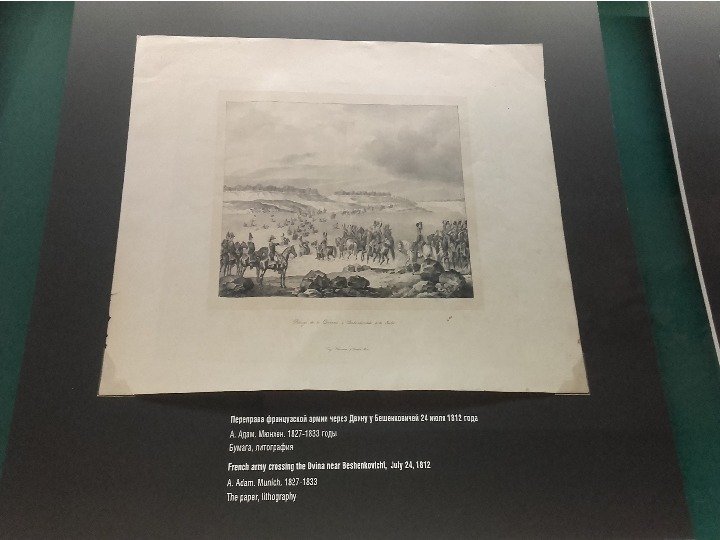 Переправа французской армии через Двину у Бешенковичей 24 июля 1812 года
А. Адам. Мюнхен. 1827-1833 годы
Бумага, литография
French army crossing the Dvina near Beshenkovichi, July 24, 1812
A. Adam. Munich. 1827-1833
The paper, lithography